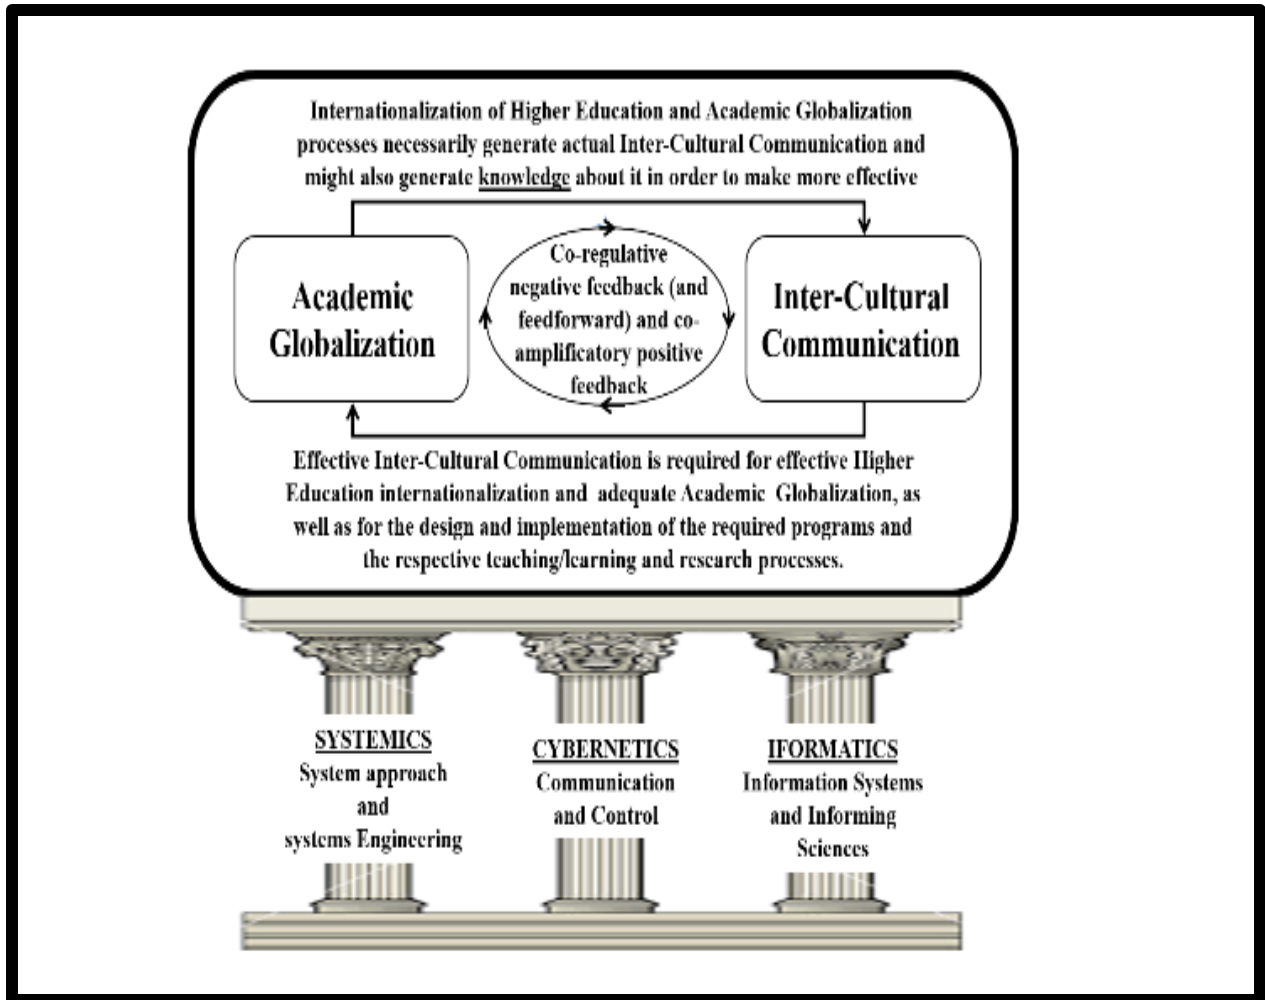 Internationalization of Higher Education and Academic Globalization
processes necessarily generate actual Inter-Cultural Communication and
might also generate knowledge about it in order to make more effective
Academic
Globalization
Co-regulative
negative feedback (and
feedforward) and co-
amplificatory positive
feedback
Inter-Cultural
Communication
Effective Inter-Cultural Communication is required for effective Higher
Education internationalization and adequate Academic Globalization, as
well as for the design and implementation of the required programs and
the respective teaching/learning and research processes.
SYSTEMICS
System approach
and
systems Engineering
CYBERNETICS
Communication
and Control
IFORMATICS
Information Systems
and Informing
Sciences